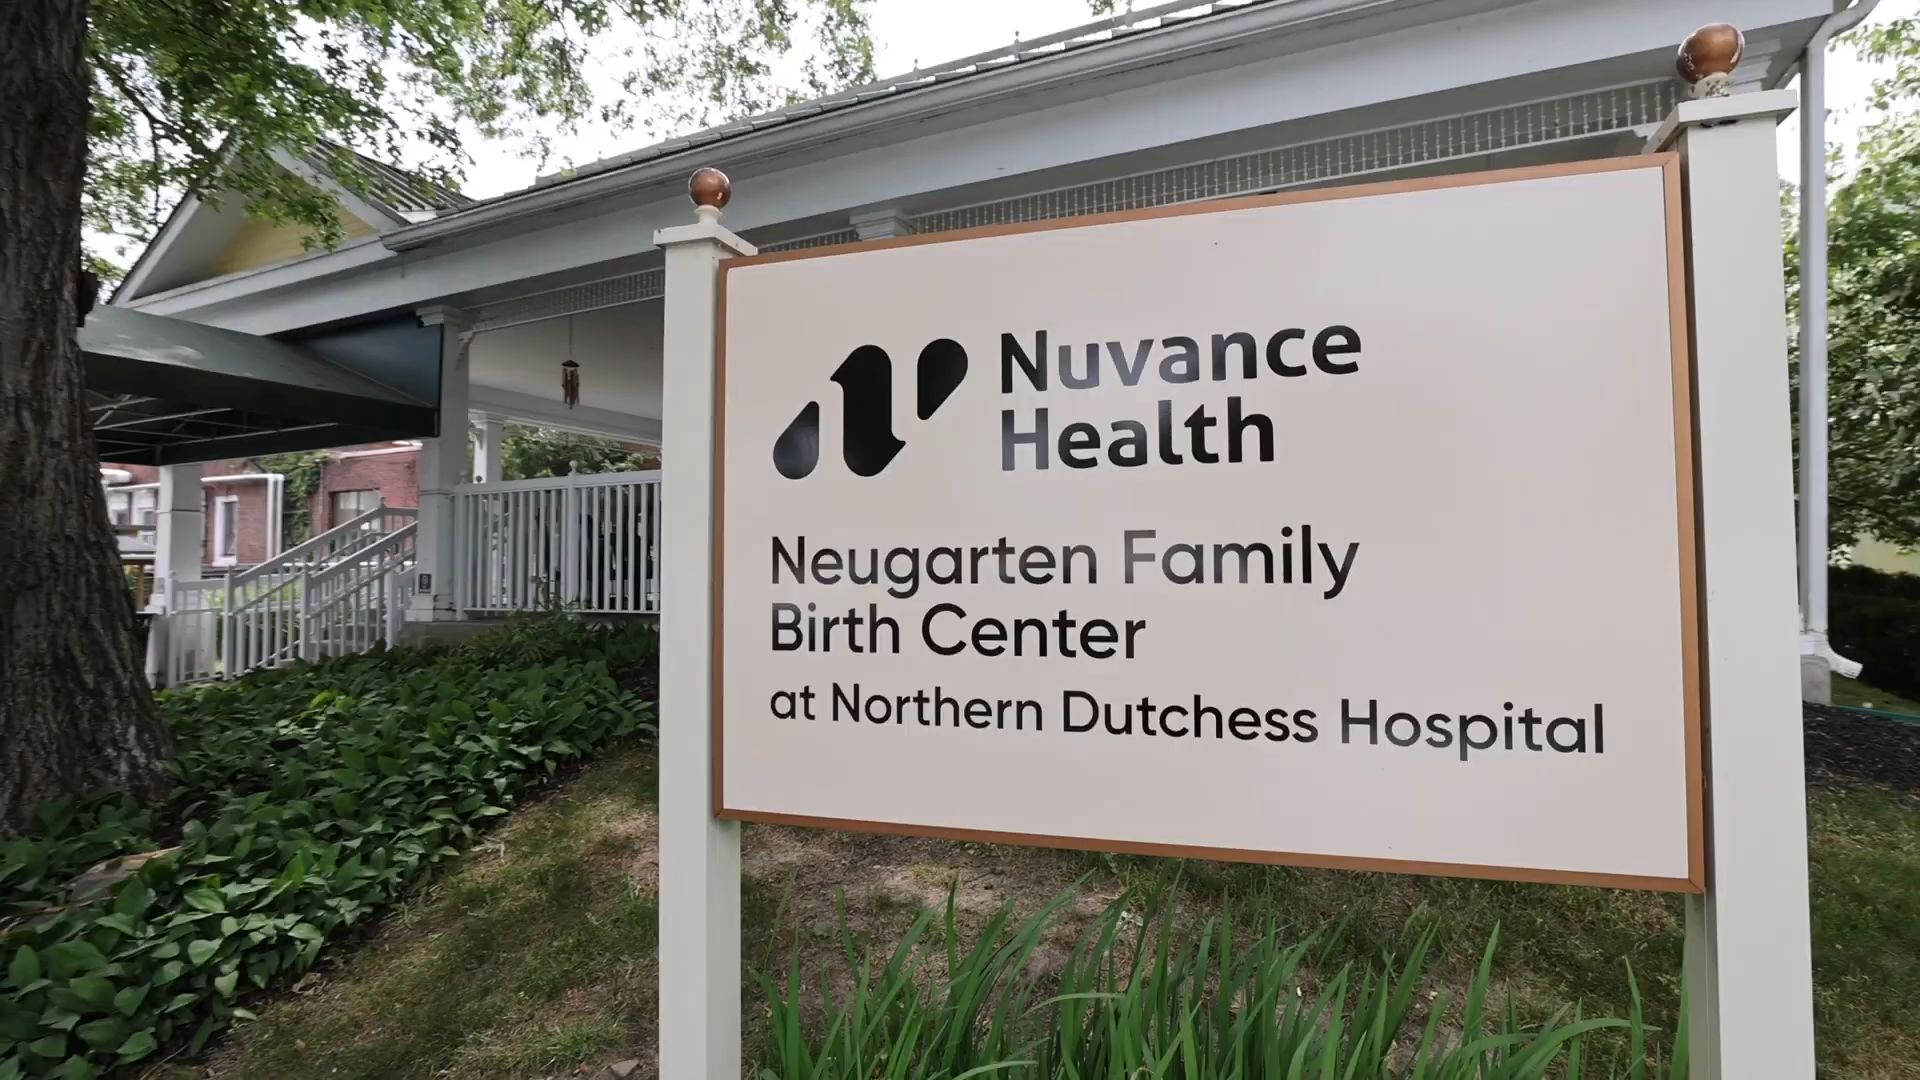 Nuvance
Health
Neugarten Family
Birth Center
at Northern Dutchess Hospital